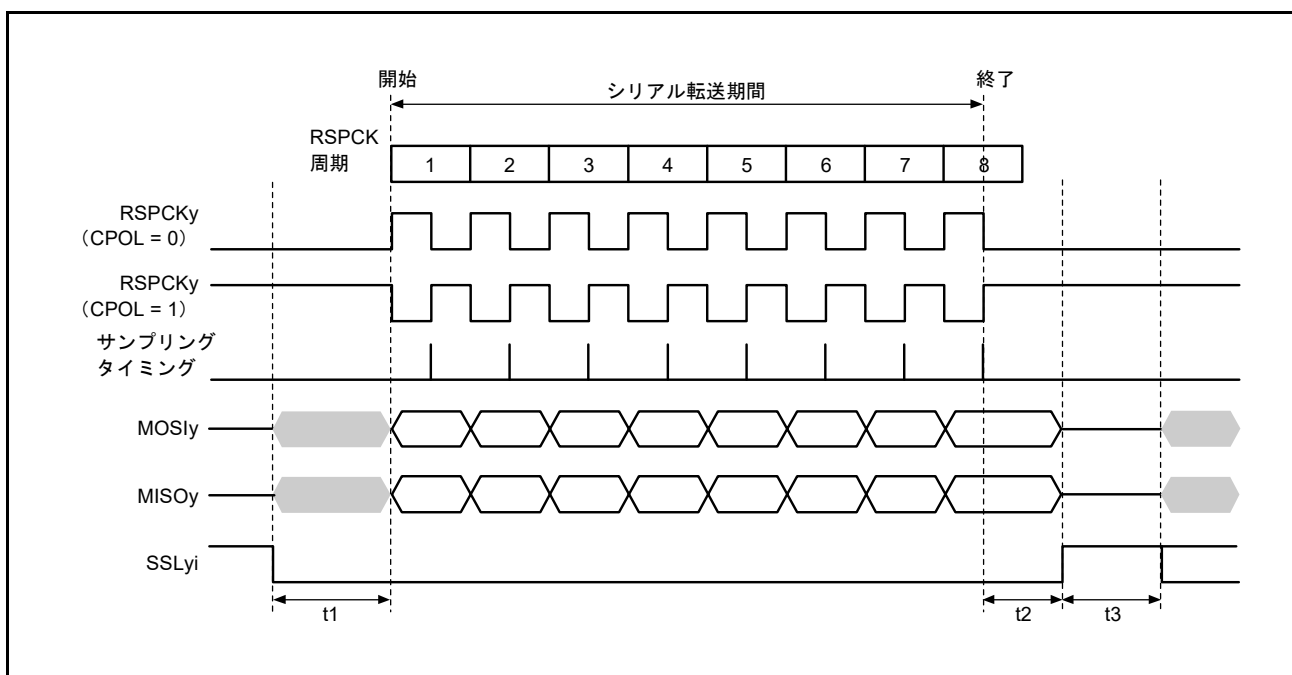 開始
終了
シリアル転送期間
RSPCK
周期
1 2 3 4 5 6 7 8
RSPCKy
（CPOL = 0）
RSPCKy
（CPOL = 1）
サンプリング
タイミング
MOSIy
MISOy
SSLyi
t1
t2
t3